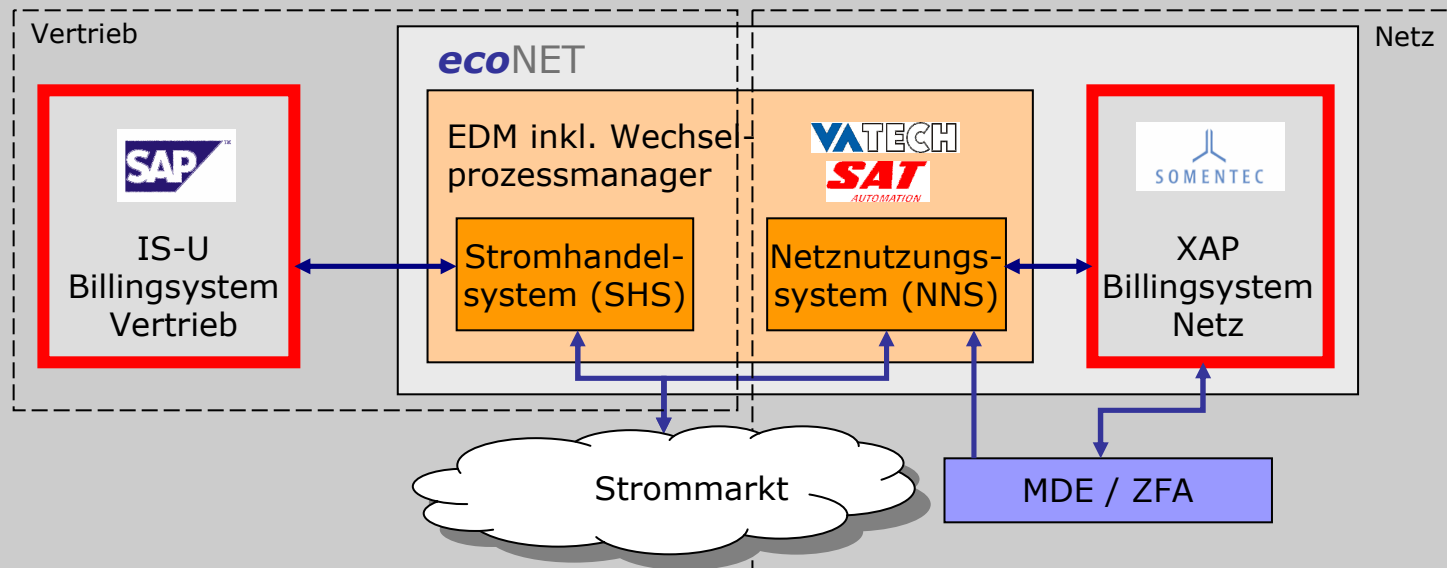 Vertrieb
Netz
ecoNET
EDM inkl. Wechsel-
prozessmanager
VATECH
SAT
AUTOMATION
SAP
TM
SOMENTEC
IS-U
Billingsystem
Vertrieb
Stromhandel-
system (SHS)
Netznutzungs-
system (NNS)
XAP
Billingsystem
Netz
Strommarkt
MDE / ZFA